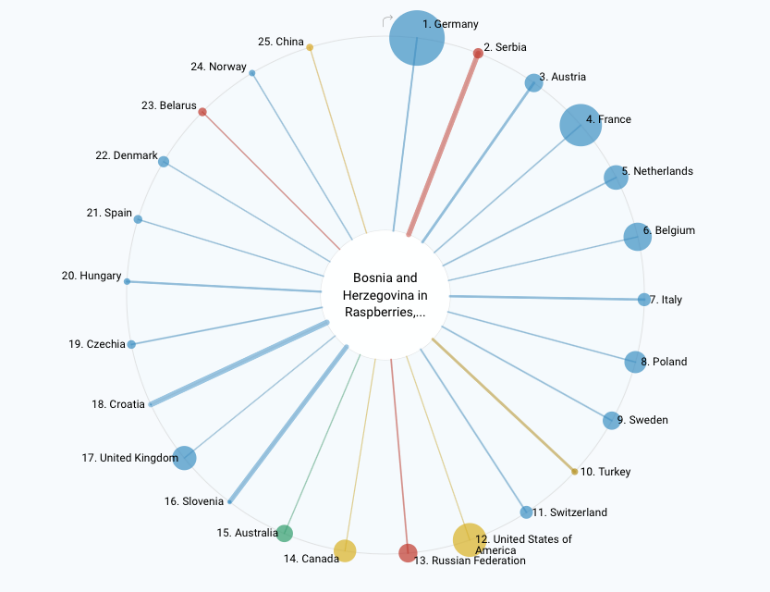 1. Germany
2. Serbia
3. Austria
4. France
5. Netherlands
6. Belgium
7. Italy
8. Poland
9. Sweden
10. Turkey
11. Switzerland
12. United States of
America
13. Russian Federation
14. Canada
15. Australia
16. Slovenia
17. United Kingdom
18. Croatia
19. Czechia
20. Hungary
21. Spain
22. Denmark
23. Belarus
24. Norway
25. China
Bosnia and
Herzegovina in
Raspberries,...